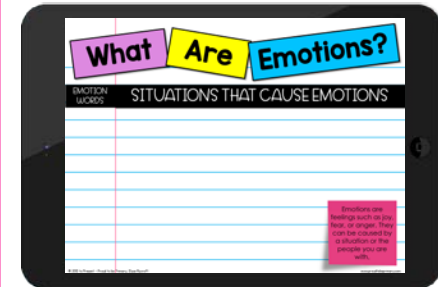 What Are Emotions?
EMOTION
WORDS
SITUATIONS THAT CAUSE EMOTIONS
Emotions are
feelings such as joy,
fear, or anger. They
can be caused by
a situation or the
people you are
with.